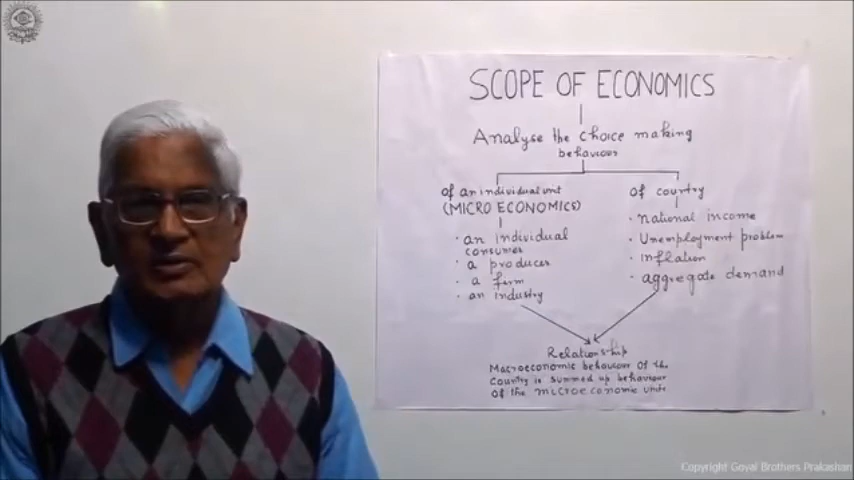 SCOPE OF ECONOMICS
Analyse the choice making
behaviour
of an individual unit
(MICRO ECONOMICS)
• an individual
consumer
• a producer
• a firm
• an industry
of country
• national income
• Unemployment problem
• inflation
• aggregate demand
Relationship
Macroeconomic behaviour of the
country is summed up behaviour
of the microeconomic units
Copyright Goyal Brothers Prakashan